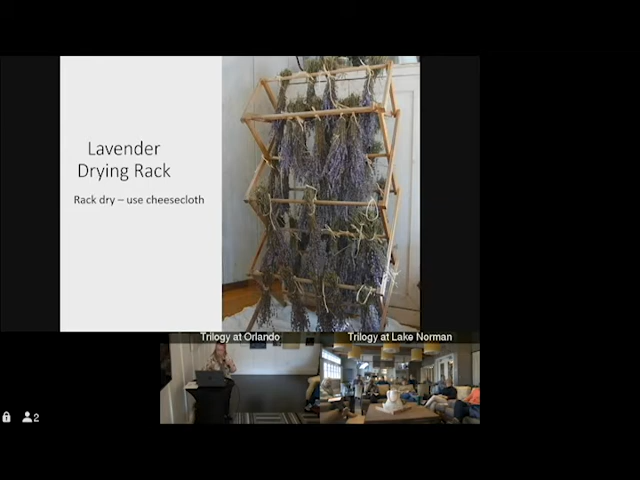 Lavender
Drying Rack
Rack dry – use cheesecloth
Trilogy at Orlando
Trilogy at Lake Norman
2